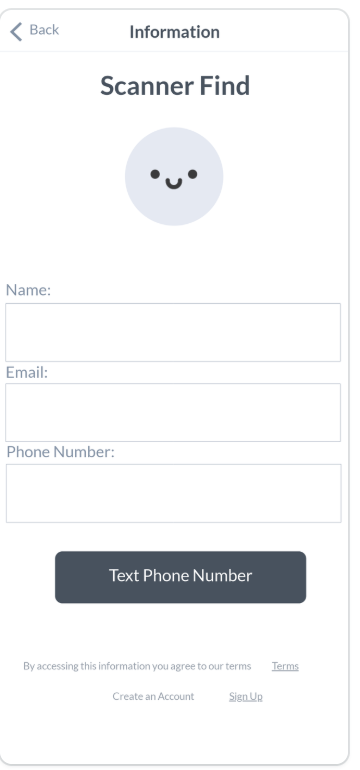 Back Information
Scanner Find
Name:
Email:
Phone Number:
Text Phone Number
By accessing this information you agree to our terms Terms
Create an Account Sign Up